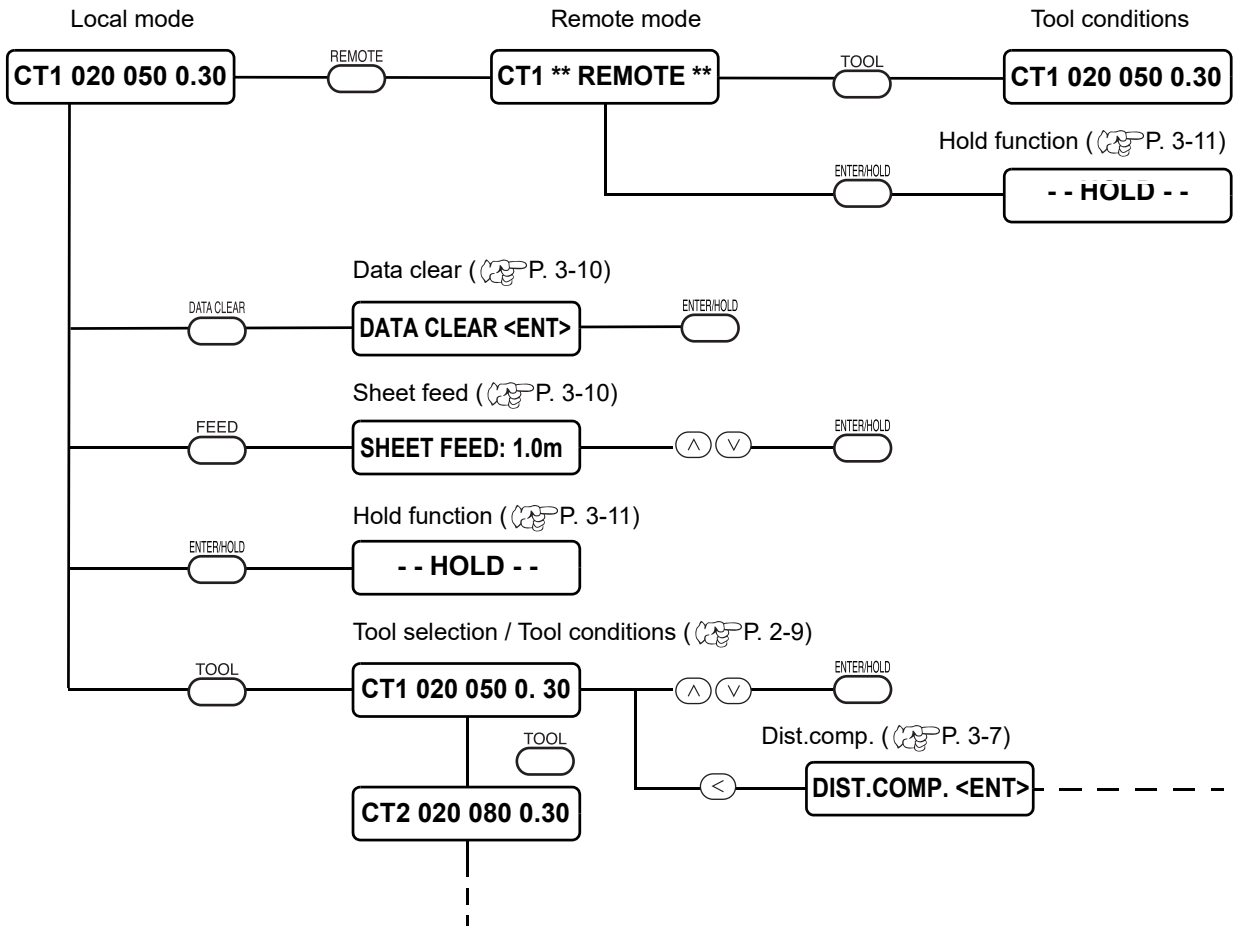 Local mode Remote mode Tool conditions
REMOTE TOOL
CT1 020 050 0.30 CT1 ** REMOTE ** CT1 020 050 0.30
Hold function ( P. 3-11)
ENTER/HOLD
- - HOLD - -
Data clear ( P. 3-10)
DATA CLEAR ENTER/HOLD
DATA CLEAR <ENT>
Sheet feed ( P. 3-10)
FEED ENTER/HOLD
SHEET FEED: 1.0m
Hold function ( P. 3-11)
ENTER/HOLD
- - HOLD - -
Tool selection / Tool conditions ( P. 2-9)
TOOL ENTER/HOLD
CT1 020 050 0. 30
TOOL Dist.comp. ( P. 3-7)
DIST.COMP. <ENT>
CT2 020 080 0.30